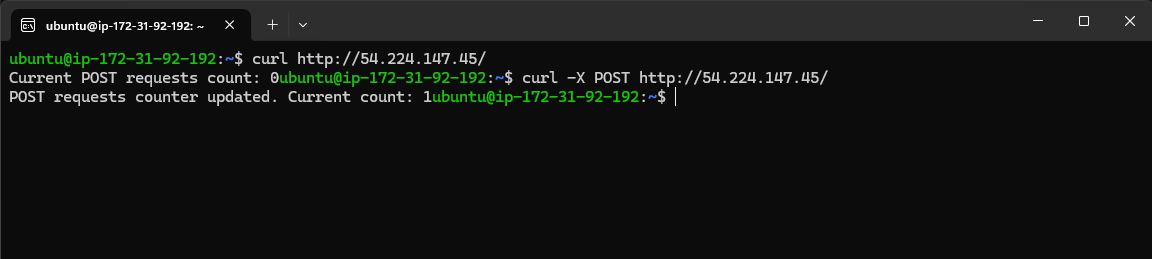 ubuntu@ip-172-31-92-192: ~
ubuntu@ip-172-31-92-192:~$ curl http://54.224.147.45/
Current POST requests count: 0ubuntu@ip-172-31-92-192:~$ curl -X POST http://54.224.147.45/
POST requests counter updated. Current count: 1ubuntu@ip-172-31-92-192:~$